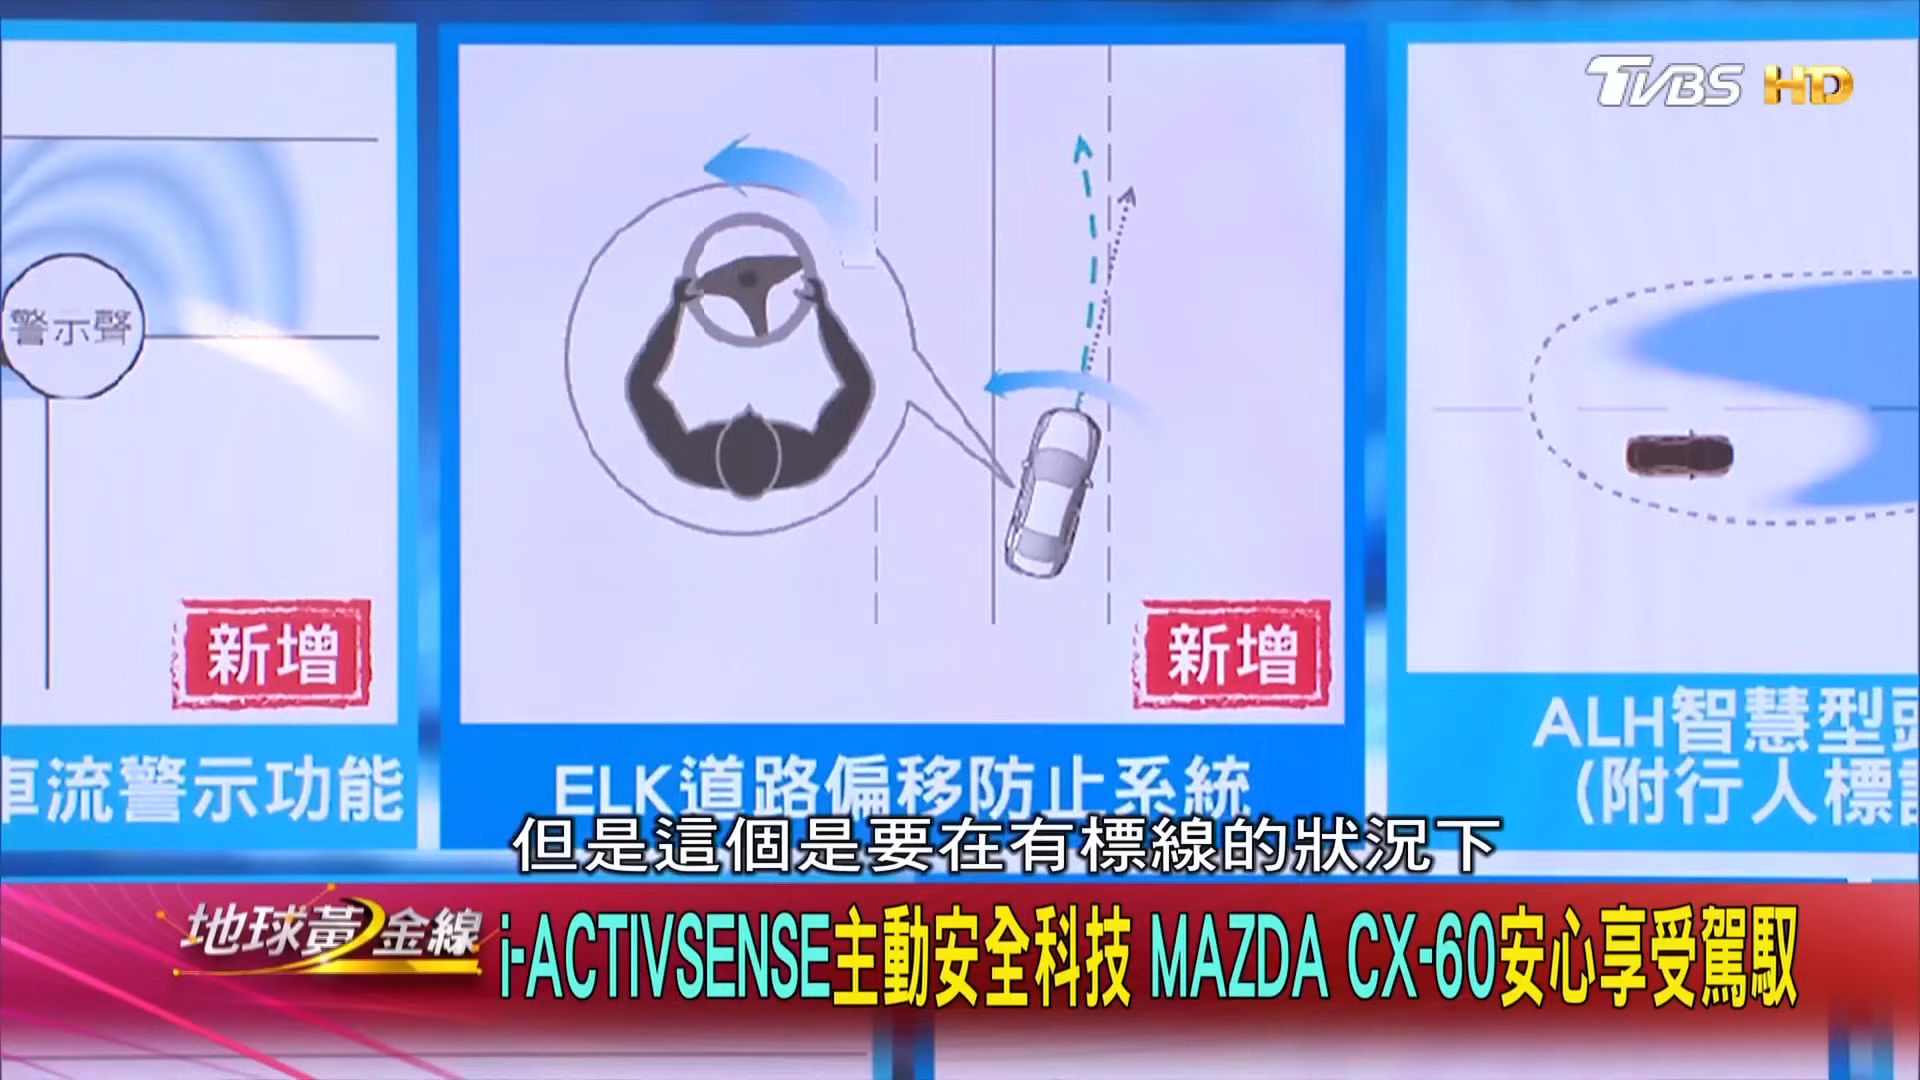 TVBS HD
警示聲
新增
新增
車流警示功能
ELK道路偏移防止系統
ALH智慧型
(附行人標
但是這個是要在有標線的狀況下
地球黃金線
i-ACTIVSENSE主動安全科技 MAZDA CX-60安心享受駕馭